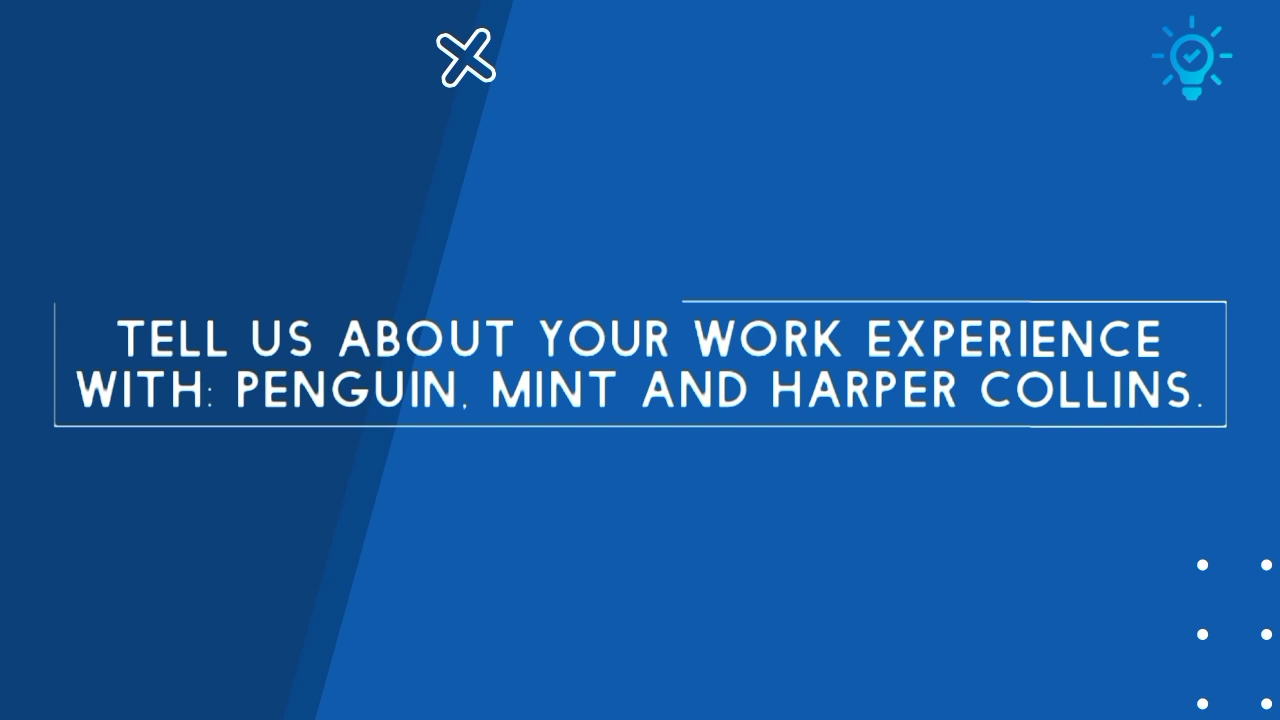 TELL US ABOUT YOUR WORK EXPERIENCE
WITH: PENGUIN, MINT AND HARPER COLLINS.